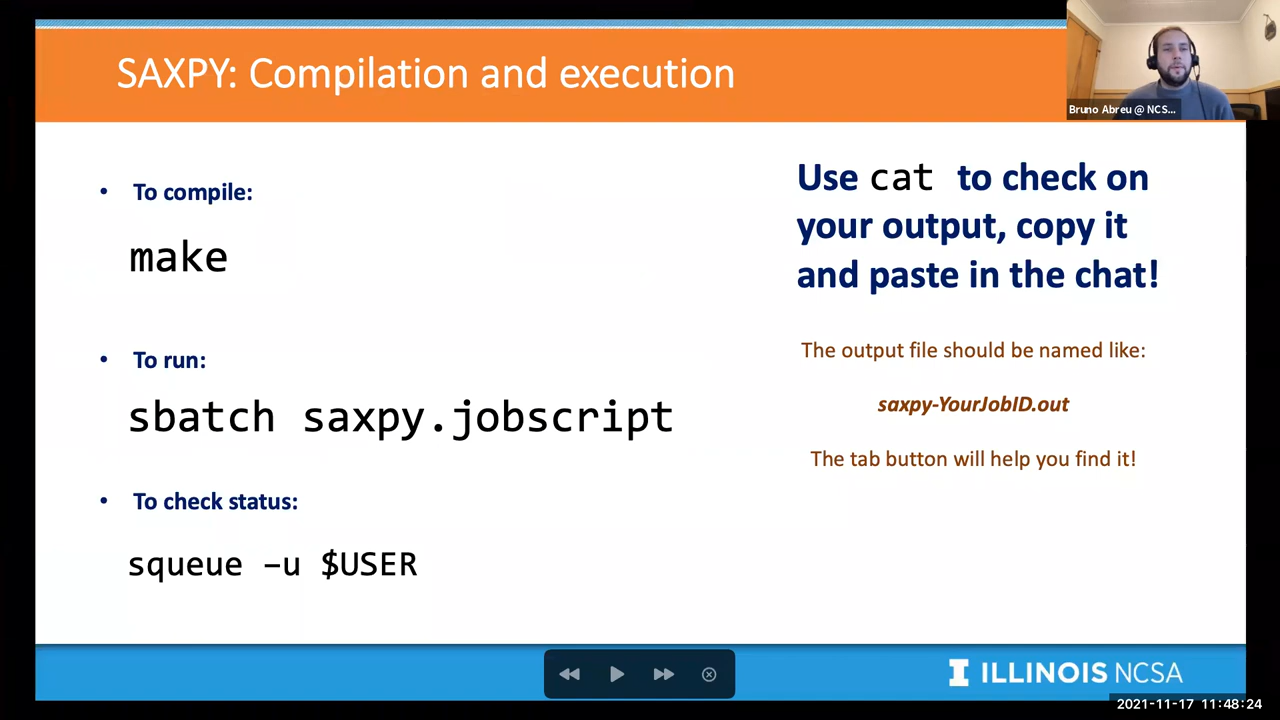 SAXPY: Compilation and execution
Bruno Abreu @ NCS...
• To compile:
make
• To run:
sbatch saxpy.jobscript
• To check status:
squeue –u $USER
Use cat to check on
your output, copy it
and paste in the chat!
The output file should be named like:
saxpy-YourJobID.out
The tab button will help you find it!
I ILLINOIS NCSA
2021-11-17 11:48:24